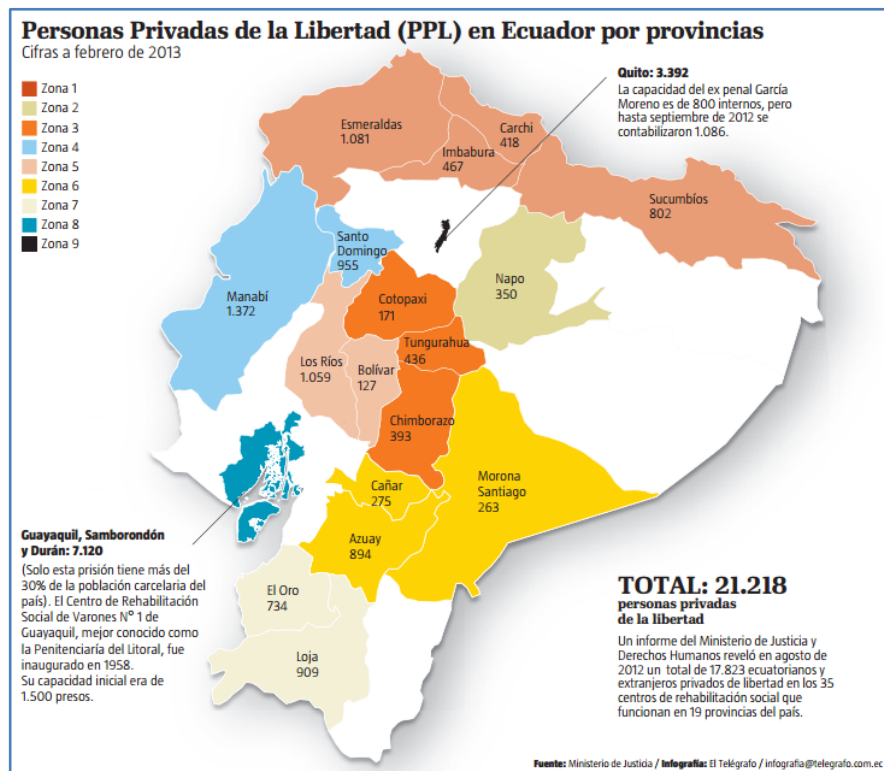 Personas Privadas de la Libertad (PPL) en Ecuador por provincias
Cifras a febrero de 2013
Zona 1
Zona 2
Zona 3
Zona 4
Zona 5
Zona 6
Zona 7
Zona 8
Zona 9
Quito: 3.392
La capacidad del ex penal García
Moreno es de 800 internos, pero
hasta septiembre de 2012 se
contabilizaron 1.086.
Esmeraldas
1.081
Carchi
418
Imbabura
467
Sucumbíos
802
Santo
Domingo
955
Manabí
1.372
Napo
350
Cotopaxi
171
Tungurahua
436
Los Ríos
1.059
Bolívar
127
Chimborazo
393
Morona
Santiago
263
Cañar
275
Azuay
894
El Oro
734
Loja
909
Guayaquil, Samborondón
y Durán: 7.120
(Solo esta prisión tiene más del
30% de la población carcelaria del
país). El Centro de Rehabilitación
Social de Varones N° 1 de
Guayaquil, mejor conocido como
la Penitenciaría del Litoral, fue
inaugurado en 1958.
Su capacidad inicial era de
1.500 presos.
TOTAL: 21.218
personas privadas
de la libertad
Un informe del Ministerio de Justicia y
Derechos Humanos reveló en agosto de
2012 un total de 17.823 ecuatorianos y
extranjeros privados de libertad en los 35
centros de rehabilitación social que
funcionan en 19 provincias del país.
Fuente: Ministerio de Justicia / Infografía: El Telégrafo / infografia@telegrafo.com.ec